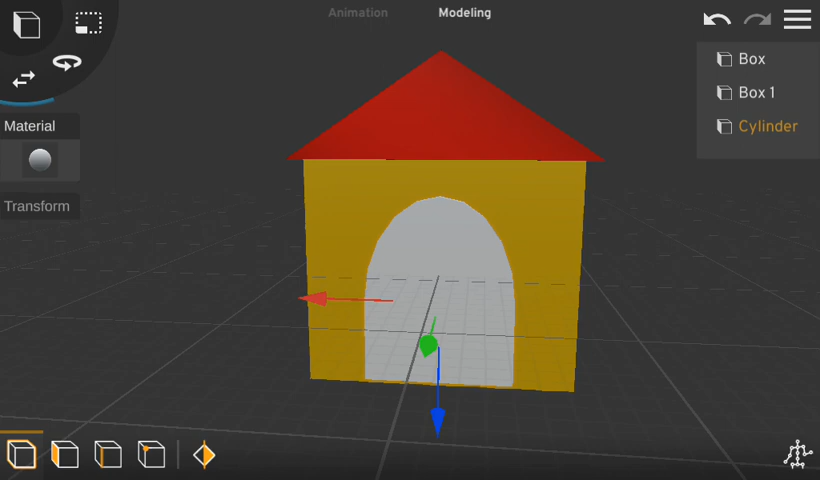 Animation Modeling
Box
Box 1
Cylinder
Material
Transform